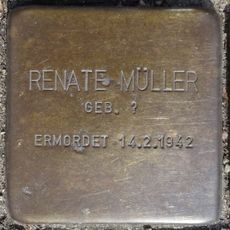 RENATE MÜLLER
GEB. ?
ERMORDET 14.2.1942